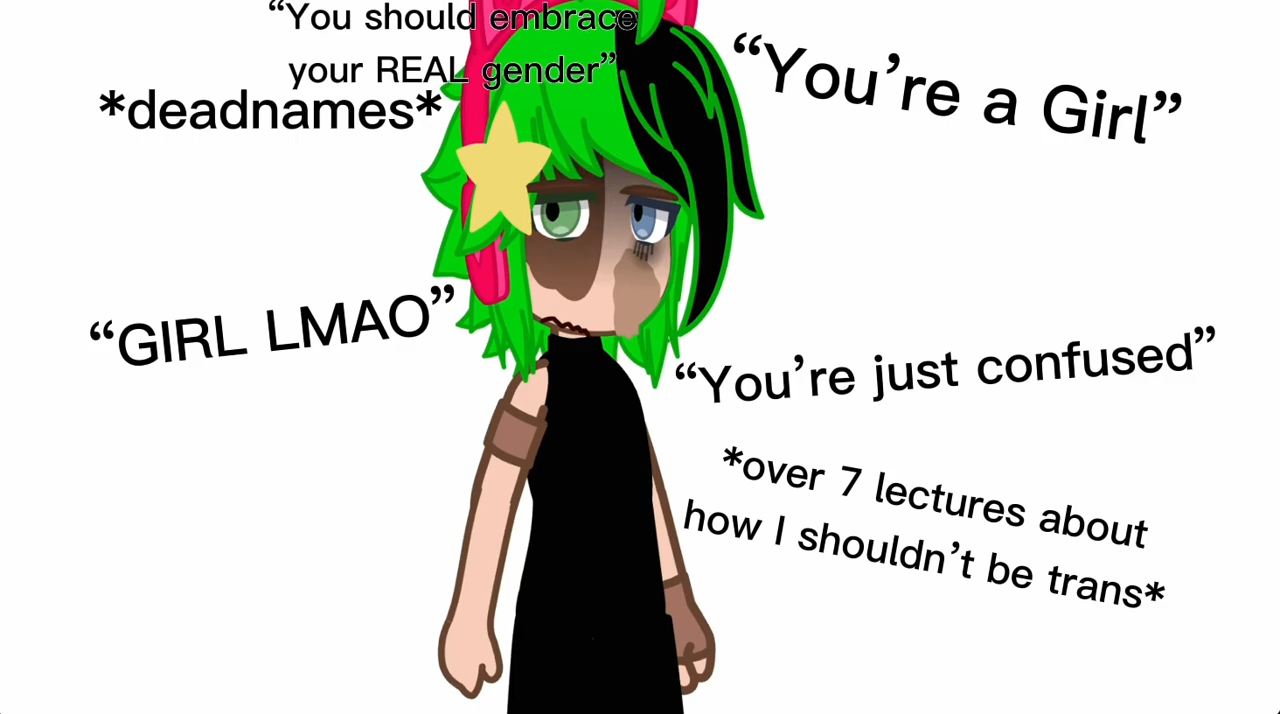 “You should embrace
your REAL gender”
*deadnames*
“You’re a Girl”
“GIRL LMAO”
“You’re just confused”
*over 7 lectures about
how I shouldn’t be trans*